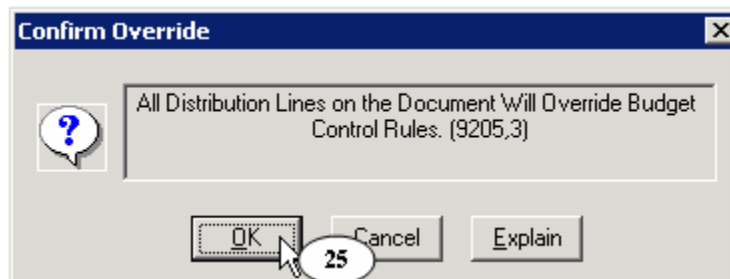 Confirm Override
All Distribution Lines on the Document Will Override Budget
Control Rules. (9205,3)
OK
25
Cancel
Explain